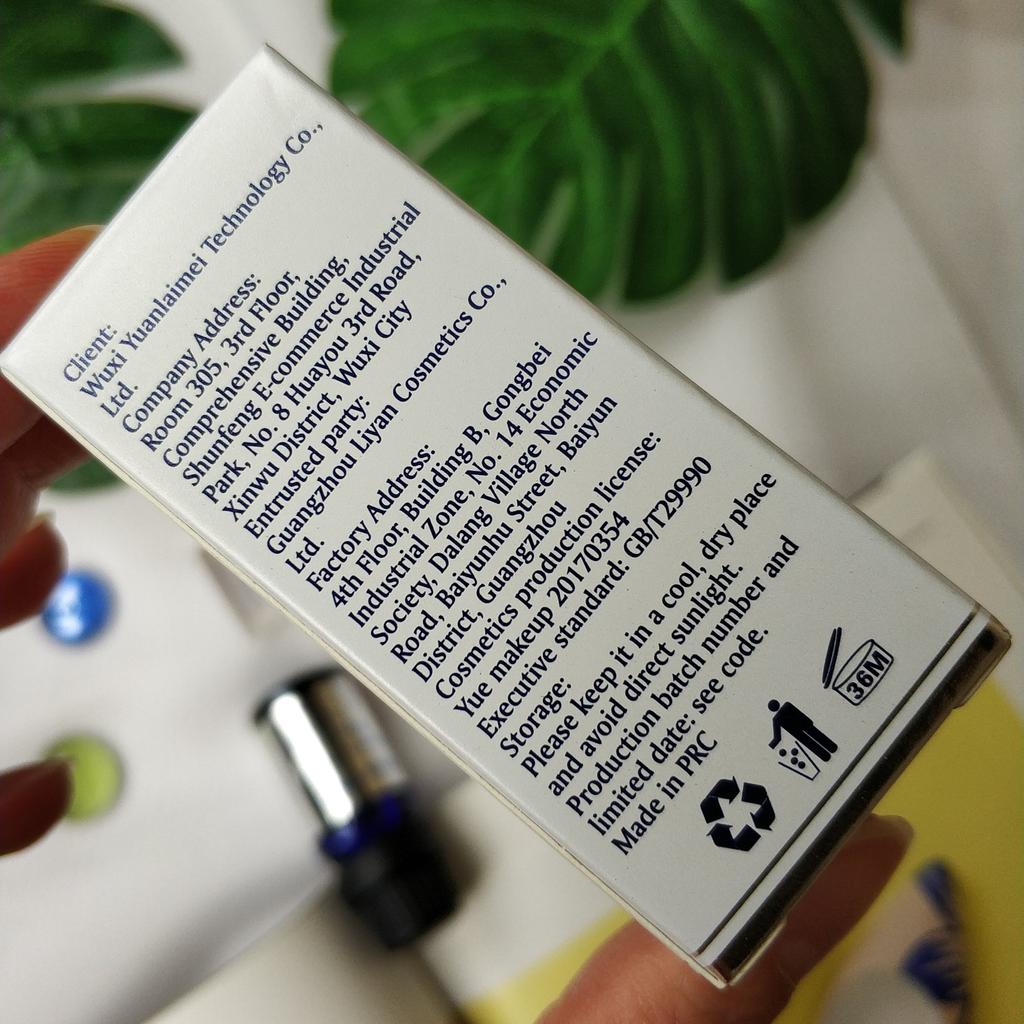 Client:
Wuxi Yuanlaimei Technology Co.,
Ltd.
Company Address:
Room 305, 3rd Floor,
Comprehensive Building,
Shunfeng E-commerce Industrial
Park, No. 8 Huayou 3rd Road,
Xinwu District, Wuxi City
Entrusted party:
Guangzhou Liyan Cosmetics Co.,
Ltd.
Factory Address:
4th Floor, Building B, Gongbei
Industrial Zone, No. 14 Economic
Society, Dalang Village North
Road, Baiyunhu Street, Baiyun
District, Guangzhou
Cosmetics production license:
Yue makeup 20170354
Executive standard: GB/T29990
Storage:
Please keep it in a cool, dry place
and avoid direct sunlight.
Production batch number and
limited date: see code.
Made in PRC
36M